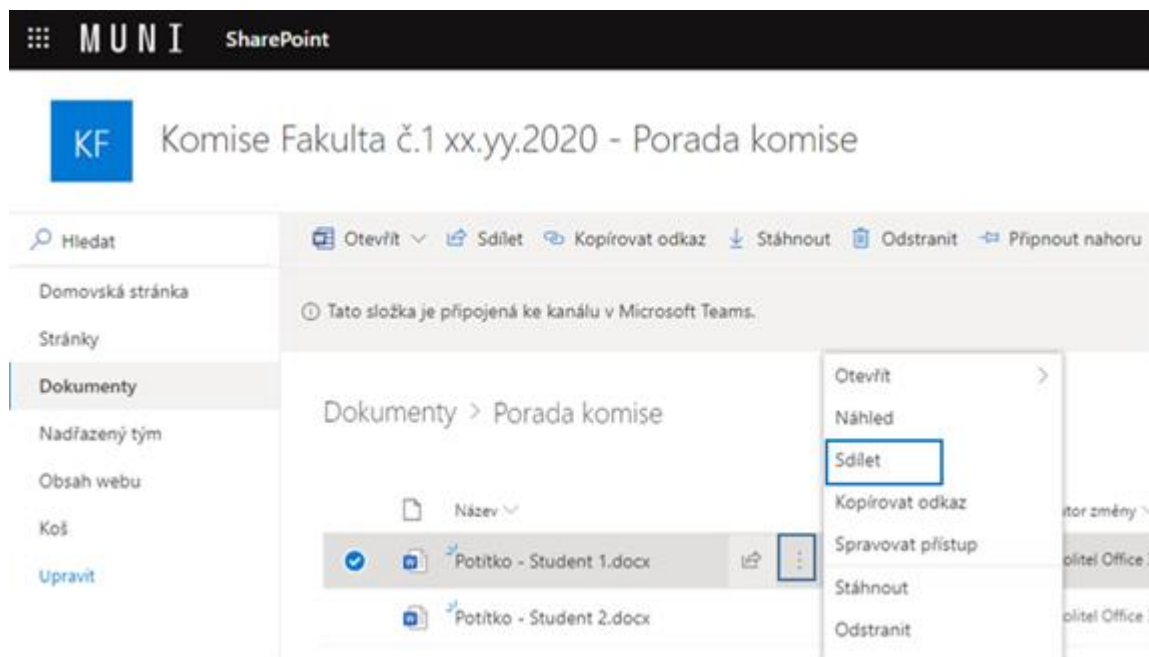 MUNI SharePoint
KF Komise Fakulta č.1 xx.yy.2020 - Porada komise
Hledat
Otevřít Sdílet Kopírovat odkaz Stáhnout Odstranit Připnout nahoru
Domovská stránka
Stránky
Dokumenty
Nadřazený tým
Obsah webu
Koš
Upravit
Tato složka je připojená ke kanálu v Microsoft Teams.
Dokumenty > Porada komise
Název
změny
Potítko - Student 1.docx
Office
Potítko - Student 2.docx
Office
Otevřít
Náhled
Sdílet
Kopírovat odkaz
Spravovat přístup
Stáhnout
Odstranit